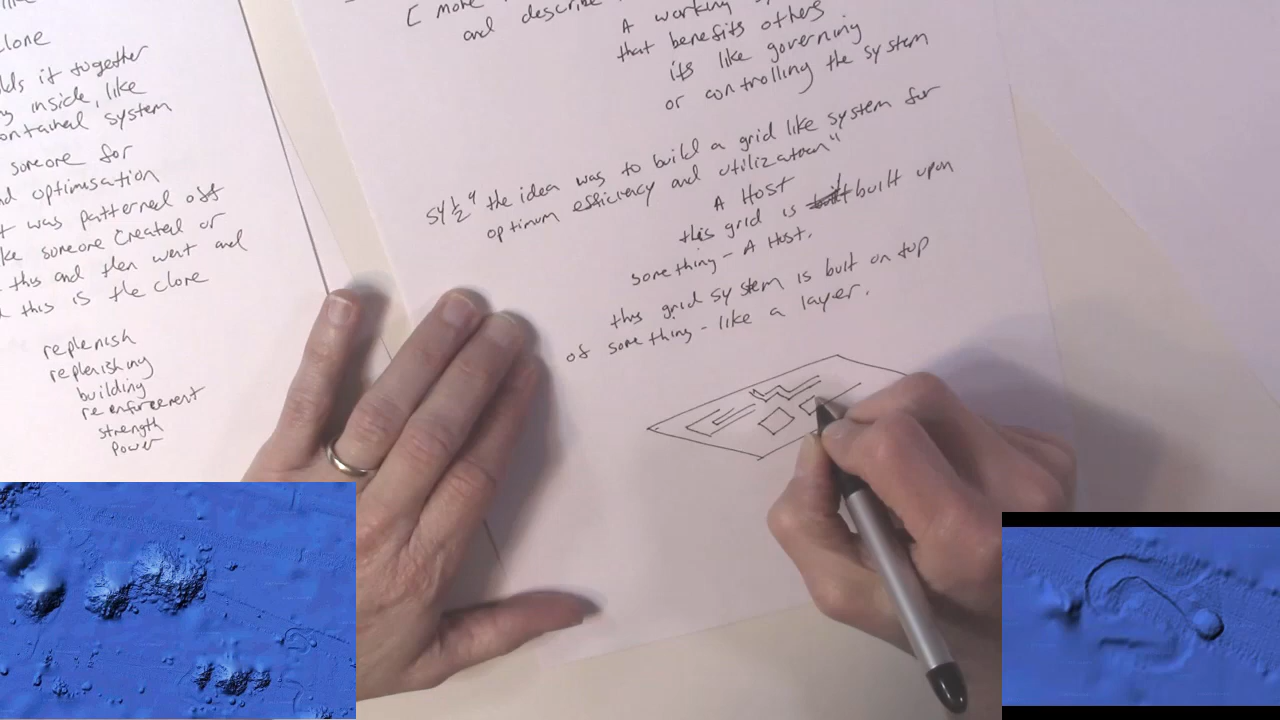 like
clone
lds it together
inside, like
ontained system
someone for
nd optimisation
t was patterned off
ke someone created or
this and then went and
this is the clone
replenish
replenishing
building
reenforcement
strength
power
[ more
and describe
A working
that benefits others
its like governing
or controlling the system
S4 1/2 " the idea was to build a grid like system for
optimum efficiency and utilization "
A Host
this grid is built upon
something - A Host.
this grid system is built on top
of something - like a layer.